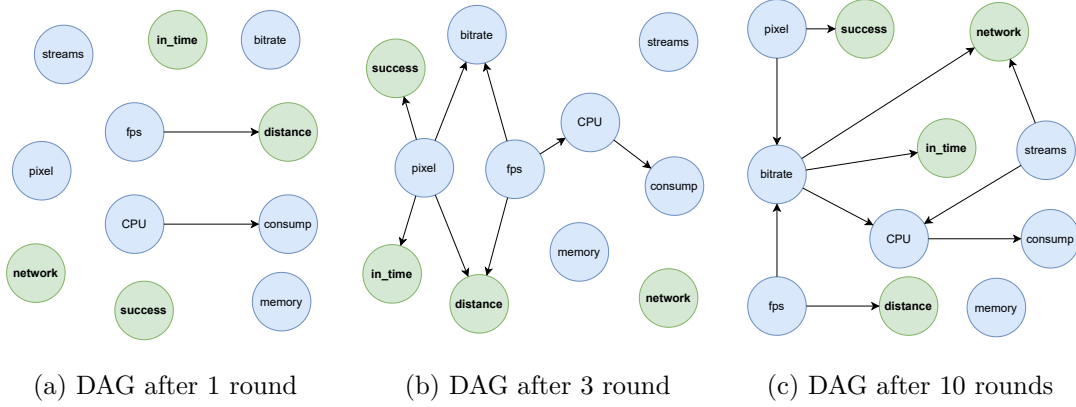 streams
in_time
bitrate
fps
distance
pixel
CPU
consump
network
success
memory
(a) DAG after 1 round
bitrate
streams
success
CPU
pixel
fps
consump
memory
in_time
distance
network
(b) DAG after 3 round
pixel
success
network
bitrate
in_time
streams
CPU
consump
fps
distance
memory
(c) DAG after 10 rounds